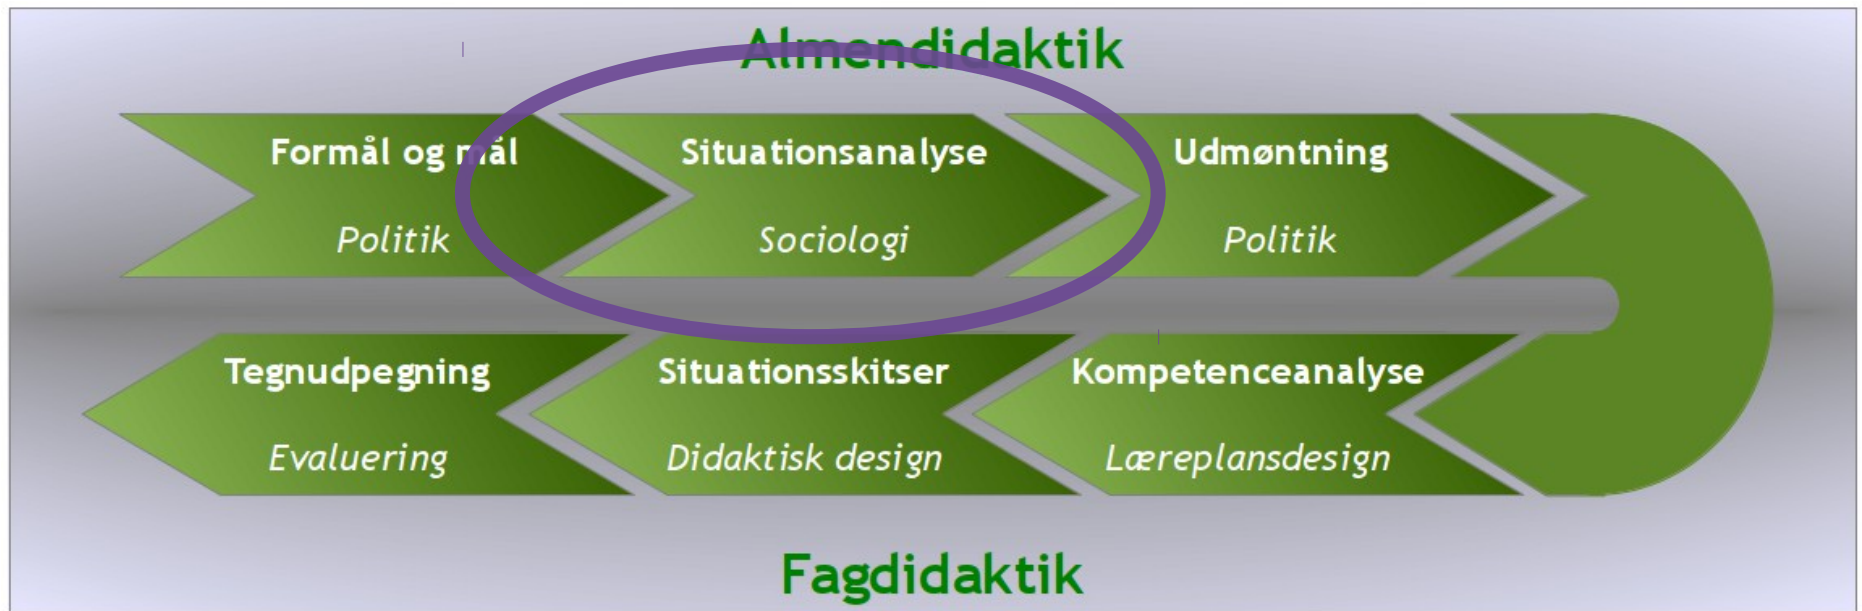 Almendidaktik
Formål og mål
Politik
Situationsanalyse
Sociologi
Udmøntning
Politik
Kompetenceanalyse
Læreplansdesign
Situationsskitser
Didaktisk design
Tegnudpegning
Evaluering
Fagdidaktik